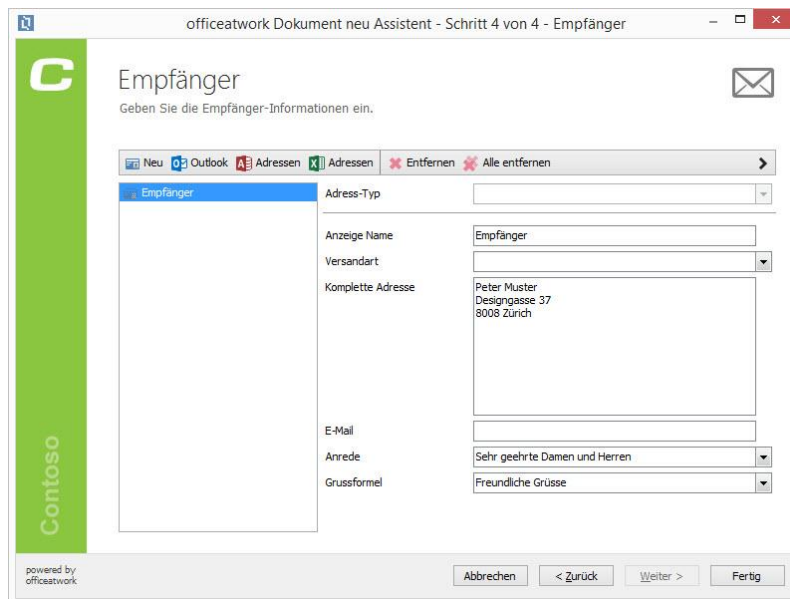 officeatwork Dokument neu Assistent - Schritt 4 von 4 - Empfänger
C
Empfänger
Geben Sie die Empfänger-Informationen ein.
Neu Outlook Adressen Adressen Entfernen Alle entfernen
Empfänger
Adress-Typ
Anzeige Name Empfänger
Versandart
Komplette Adresse Peter Muster
Designgasse 37
8008 Zürich
E-Mail
Anrede Sehr geehrte Damen und Herren
Grussformel Freundliche Grüsse
Contoso
powered by
officeatwork
Abbrechen < Zurück Weiter > Fertig